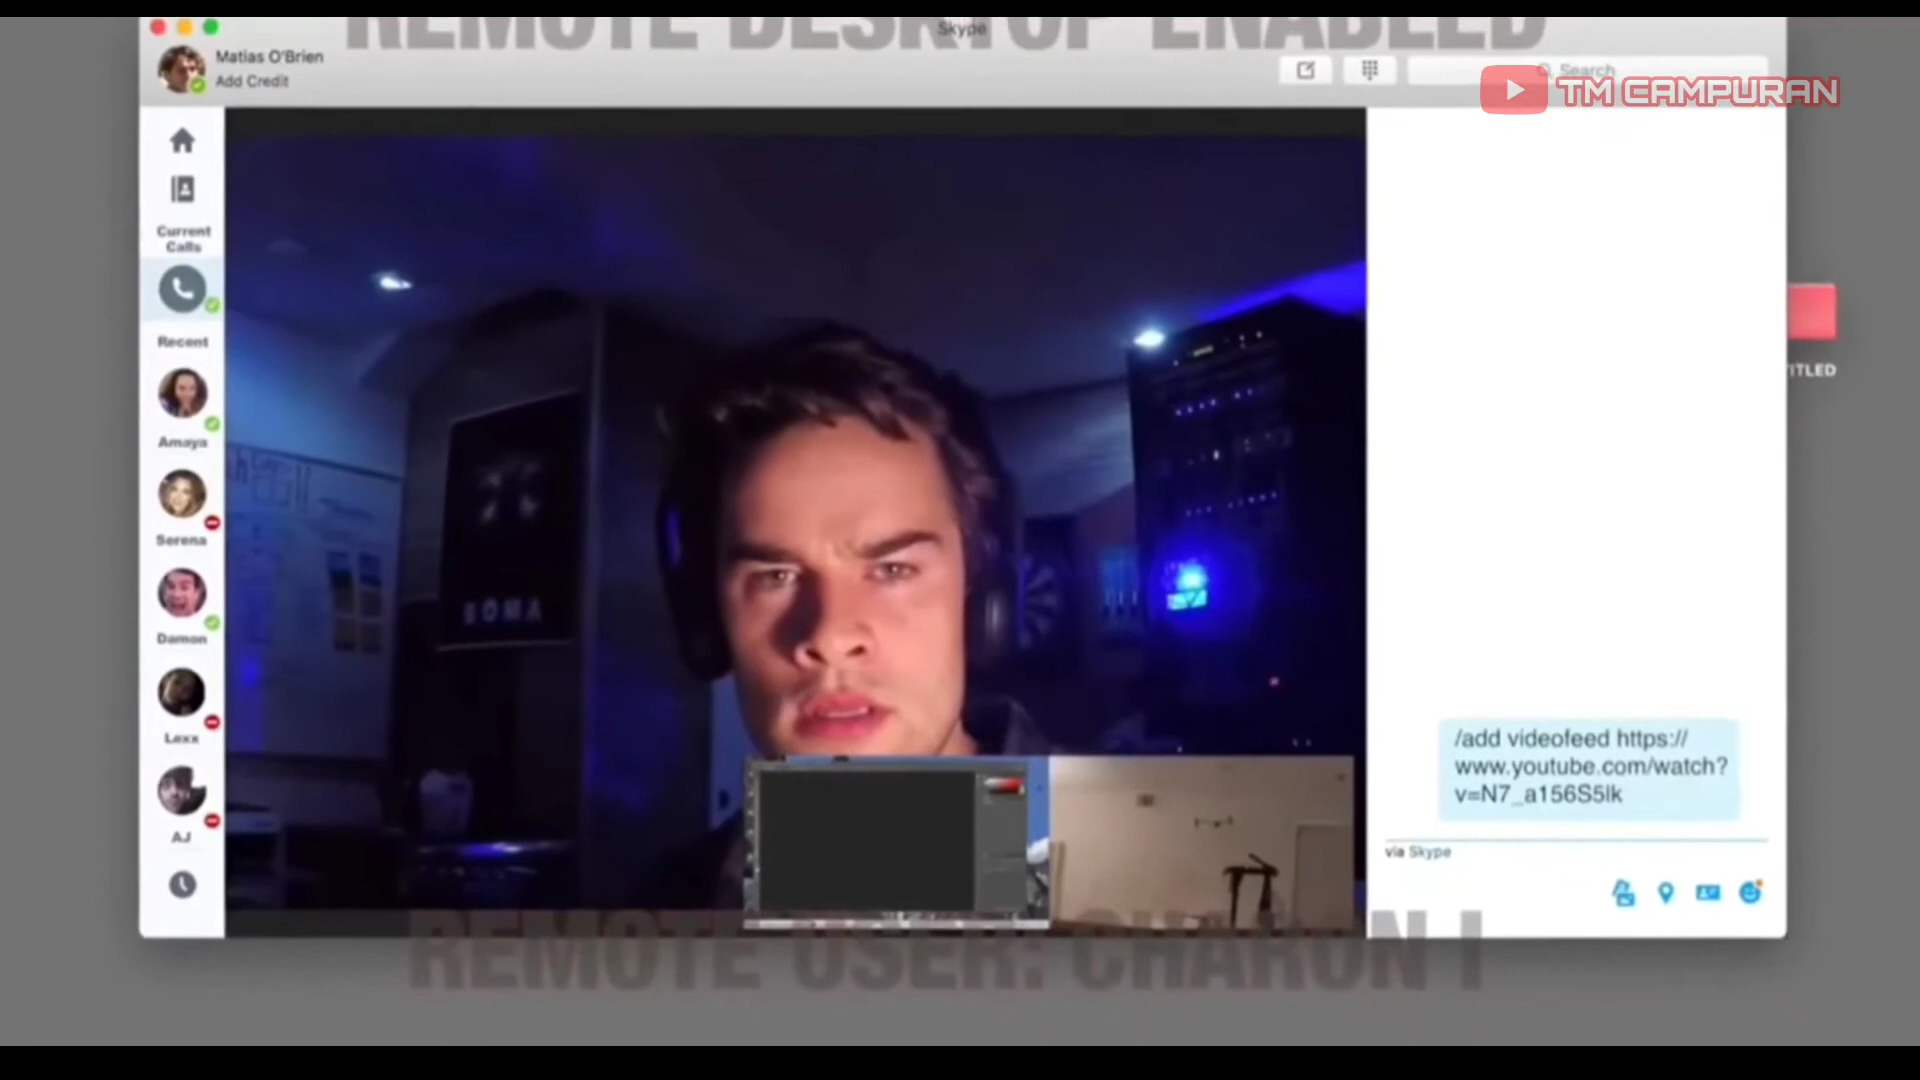 REMOTE DESKTOP ENABLED
Skype
Matias O'Brien
Add Credit
Search
TM CAMPURAN
Current
Calls
Recent
Amaya
Serena
Damon
Lexx
AJ
ROMA
ITLED
/add videofeed https://
www.youtube.com/watch?
v=N7_a156S5lk
via Skype
REMOTE USER: CHARON I